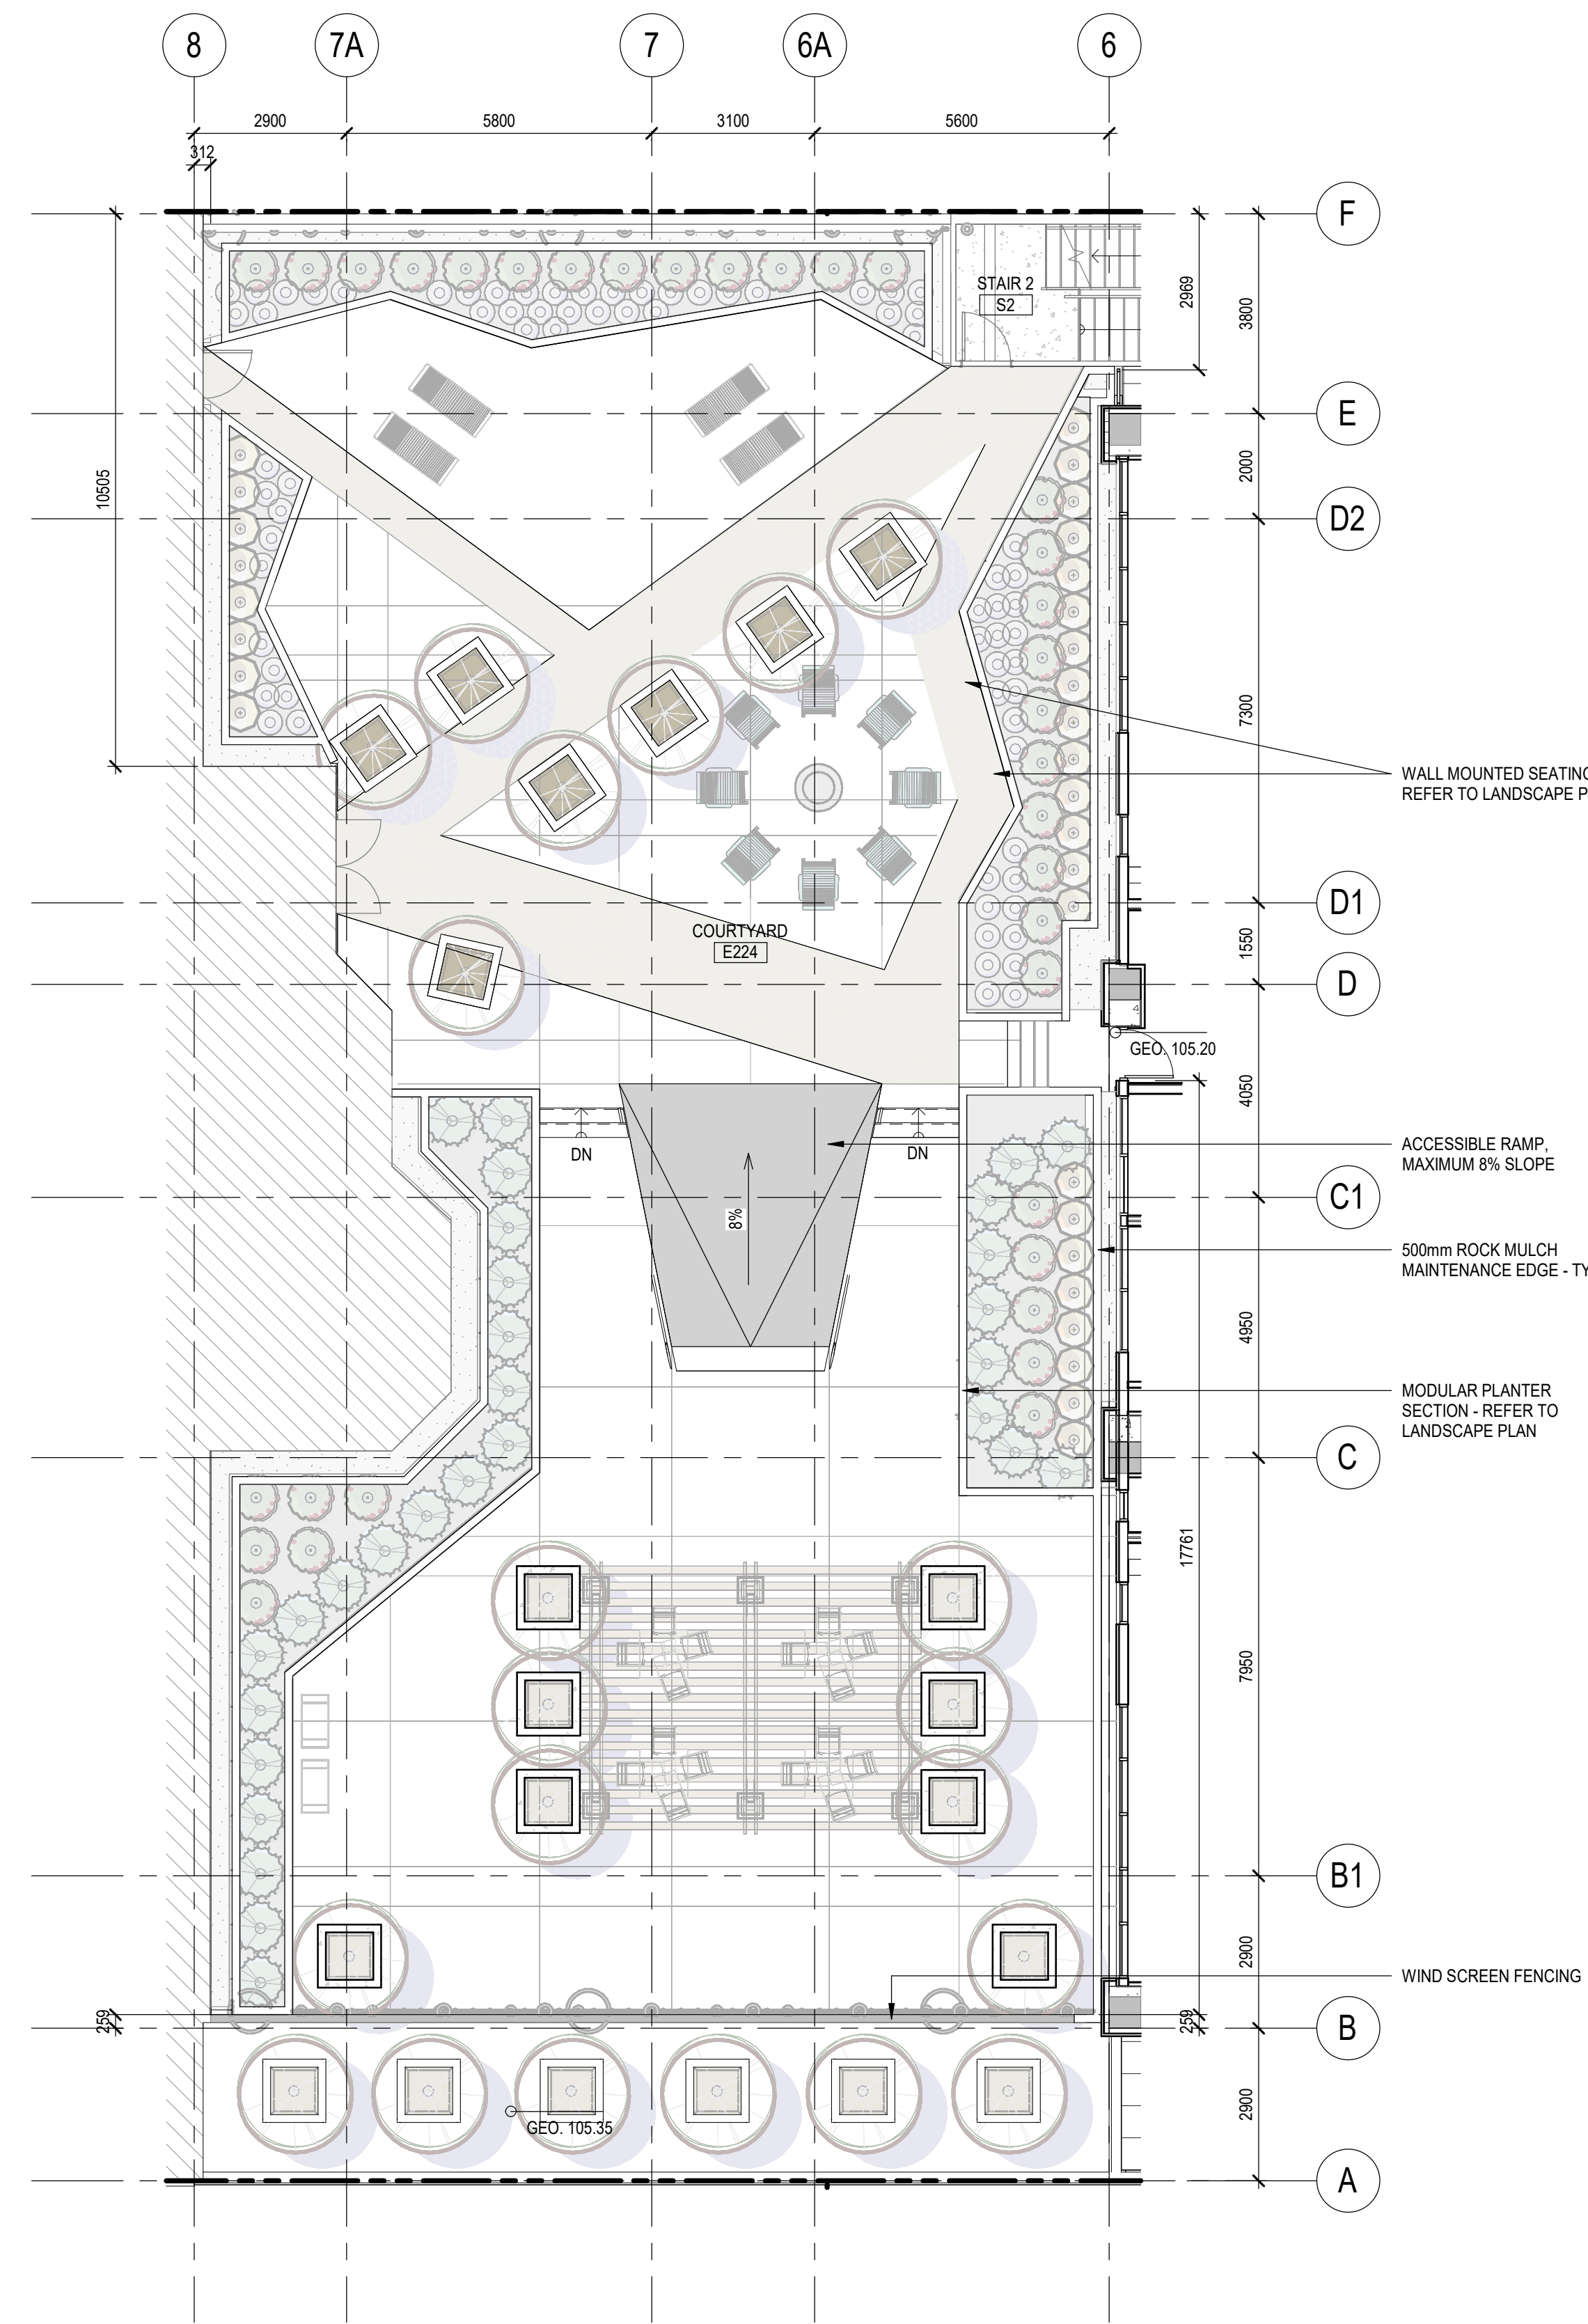 8
7A
7
6A
6
2900
5800
3100
5600
312
F
STAIR 2
S2
2969
3800
E
10505
2000
D2
7300
WALL MOUNTED SEATING
REFER TO LANDSCAPE P
D1
COURTYARD
E224
1550
D
GEO. 105.20
4050
DN
DN
ACCESSIBLE RAMP,
MAXIMUM 8% SLOPE
8%
C1
500mm ROCK MULCH
MAINTENANCE EDGE - TY
4950
MODULAR PLANTER
SECTION - REFER TO
LANDSCAPE PLAN
C
17761
7950
B1
2900
WIND SCREEN FENCING
259
259
B
2900
GEO. 105.35
A